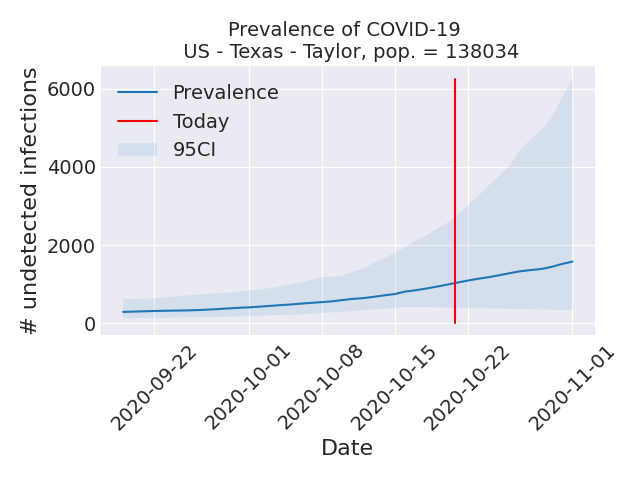 Prevalence of COVID-19
US - Texas - Taylor, pop. = 138034
# undetected infections
6000
4000
2000
0
Prevalence
Today
95CI
2020-09-22
2020-10-01
2020-10-08
2020-10-15
2020-10-22
2020-11-01
Date